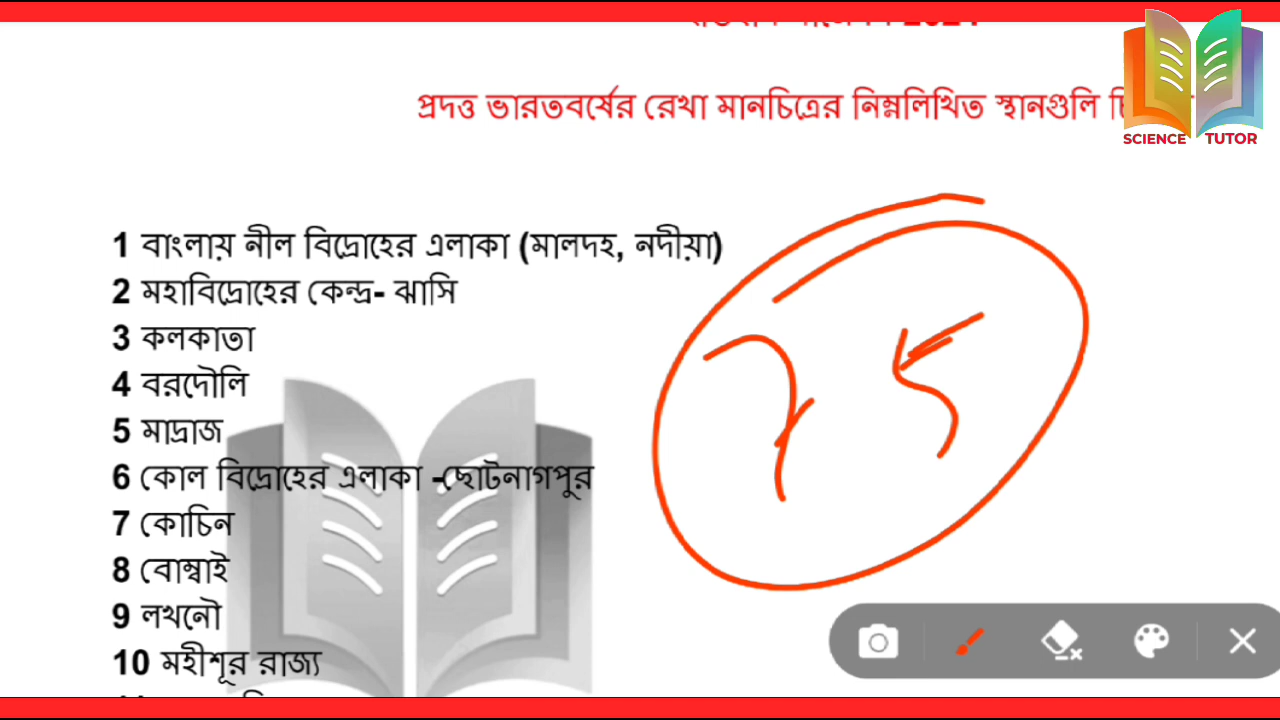 প্রদত্ত ভারতবর্ষের রেখা মানচিত্রের নিম্নলিখিত স্থানগুলি
SCIENCE TUTOR
1 বাংলায় নীল বিদ্রোহের এলাকা (মালদহ, নদীয়া)
2 মহাবিদ্রোহের কেন্দ্র- ঝাসি
3 কলকাতা
4 বরদৌলি
5 মাদ্রাজ
6 কোল বিদ্রোহের এলাকা -ছোটনাগপুর
7 কোচিন
8 বোম্বাই
9 লখনৌ
10 মহীশূর রাজ্য